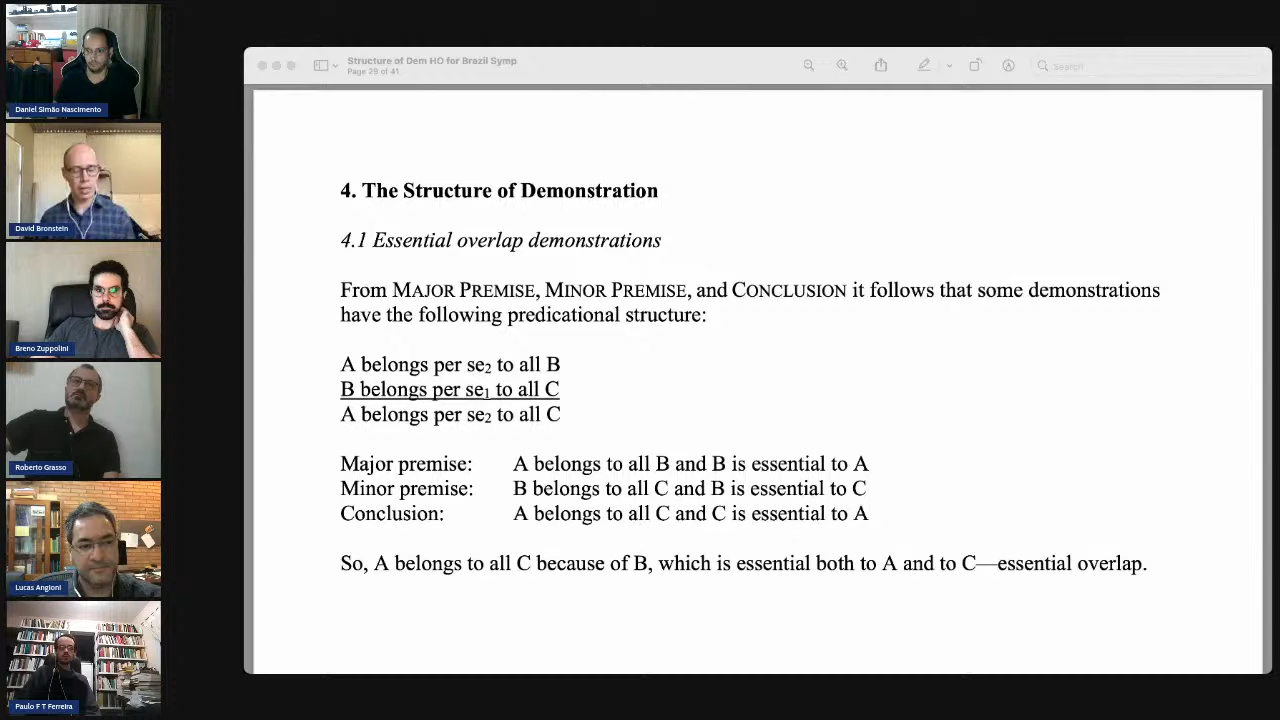 Daniel Simão Nascimento
David Bronstein
Breno Zuppolini
Roberto Grasso
Lucas Angioni
Paulo F T Ferreira
Structure of Dem HO for Brazil Symp
Page 29 of 41
Search
4. The Structure of Demonstration
4.1 Essential overlap demonstrations
From MAJOR PREMISE, MINOR PREMISE, and CONCLUSION it follows that some demonstrations
have the following predicational structure:
A belongs per se₂ to all B
B belongs per se₁ to all C
A belongs per se₂ to all C
Major premise: A belongs to all B and B is essential to A
Minor premise: B belongs to all C and B is essential to C
Conclusion: A belongs to all C and C is essential to A
So, A belongs to all C because of B, which is essential both to A and to C—essential overlap.